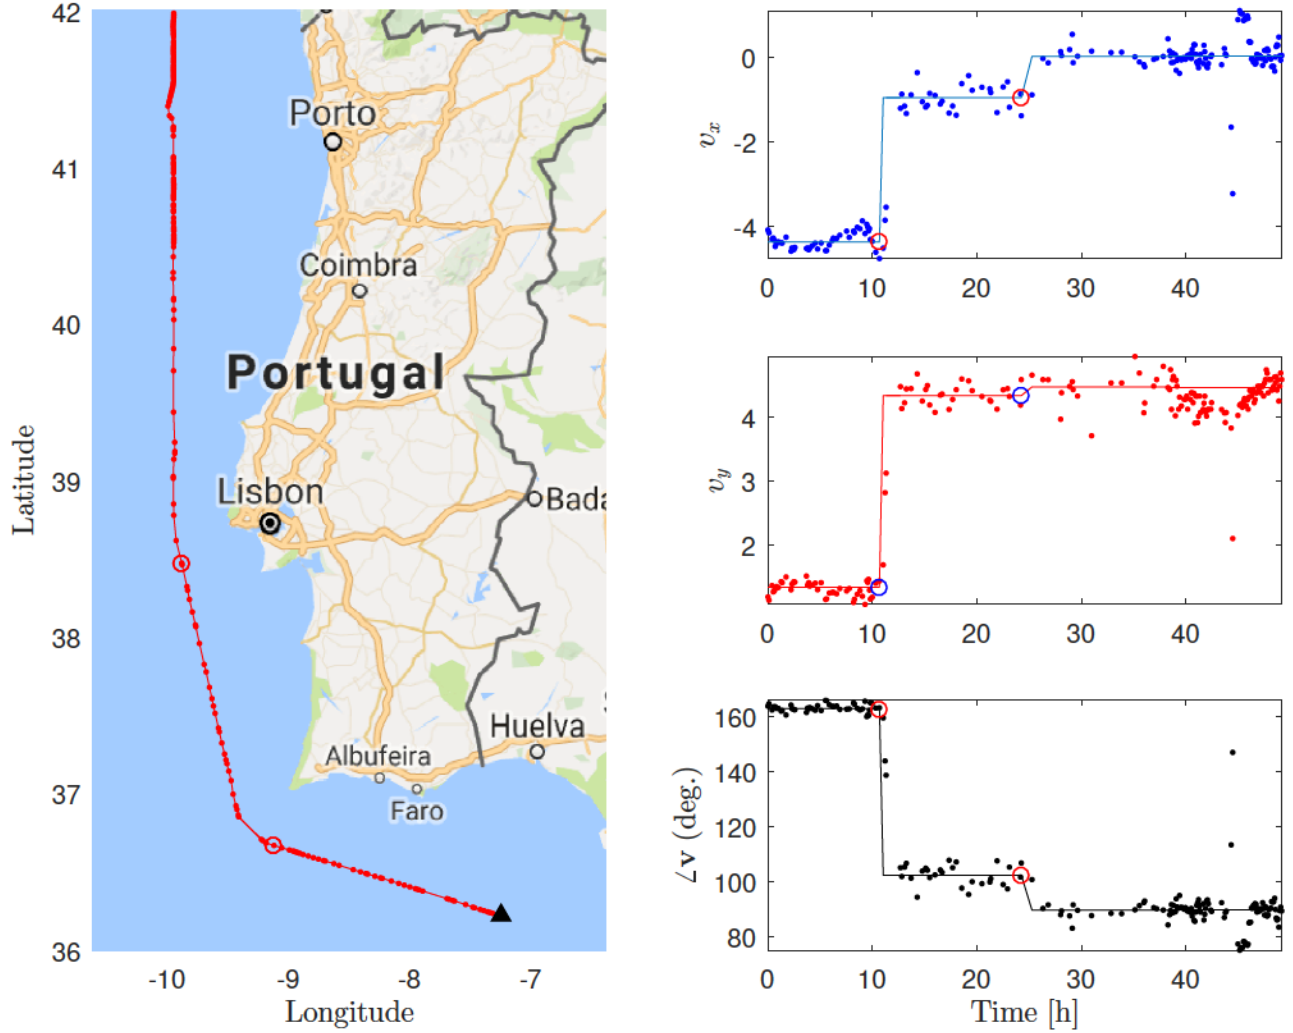 42
41
40
39
38
37
36
Latitude
-10
-9
-8
-7
Longitude
Porto
Coimbra
Portugal
Lisbon
Bada
Huelva
Albufeira
Faro
0
-2
-4
v_x
0
10
20
30
40
4
3
2
v_y
0
10
20
30
40
160
140
120
100
80
∠v (deg.)
0
10
20
30
40
Time [h]